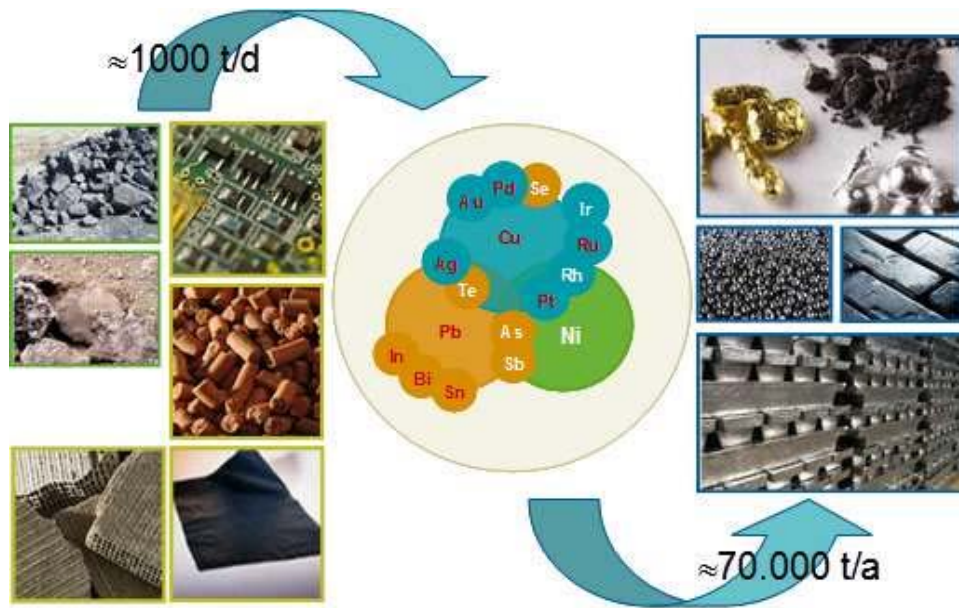 ≈1000 t/d
Pd
Se
Au
Ir
Cu
Ru
Ag
Rh
Te
Pt
Pb
As
Ni
In
Sb
Bi
Sn
≈70.000 t/a